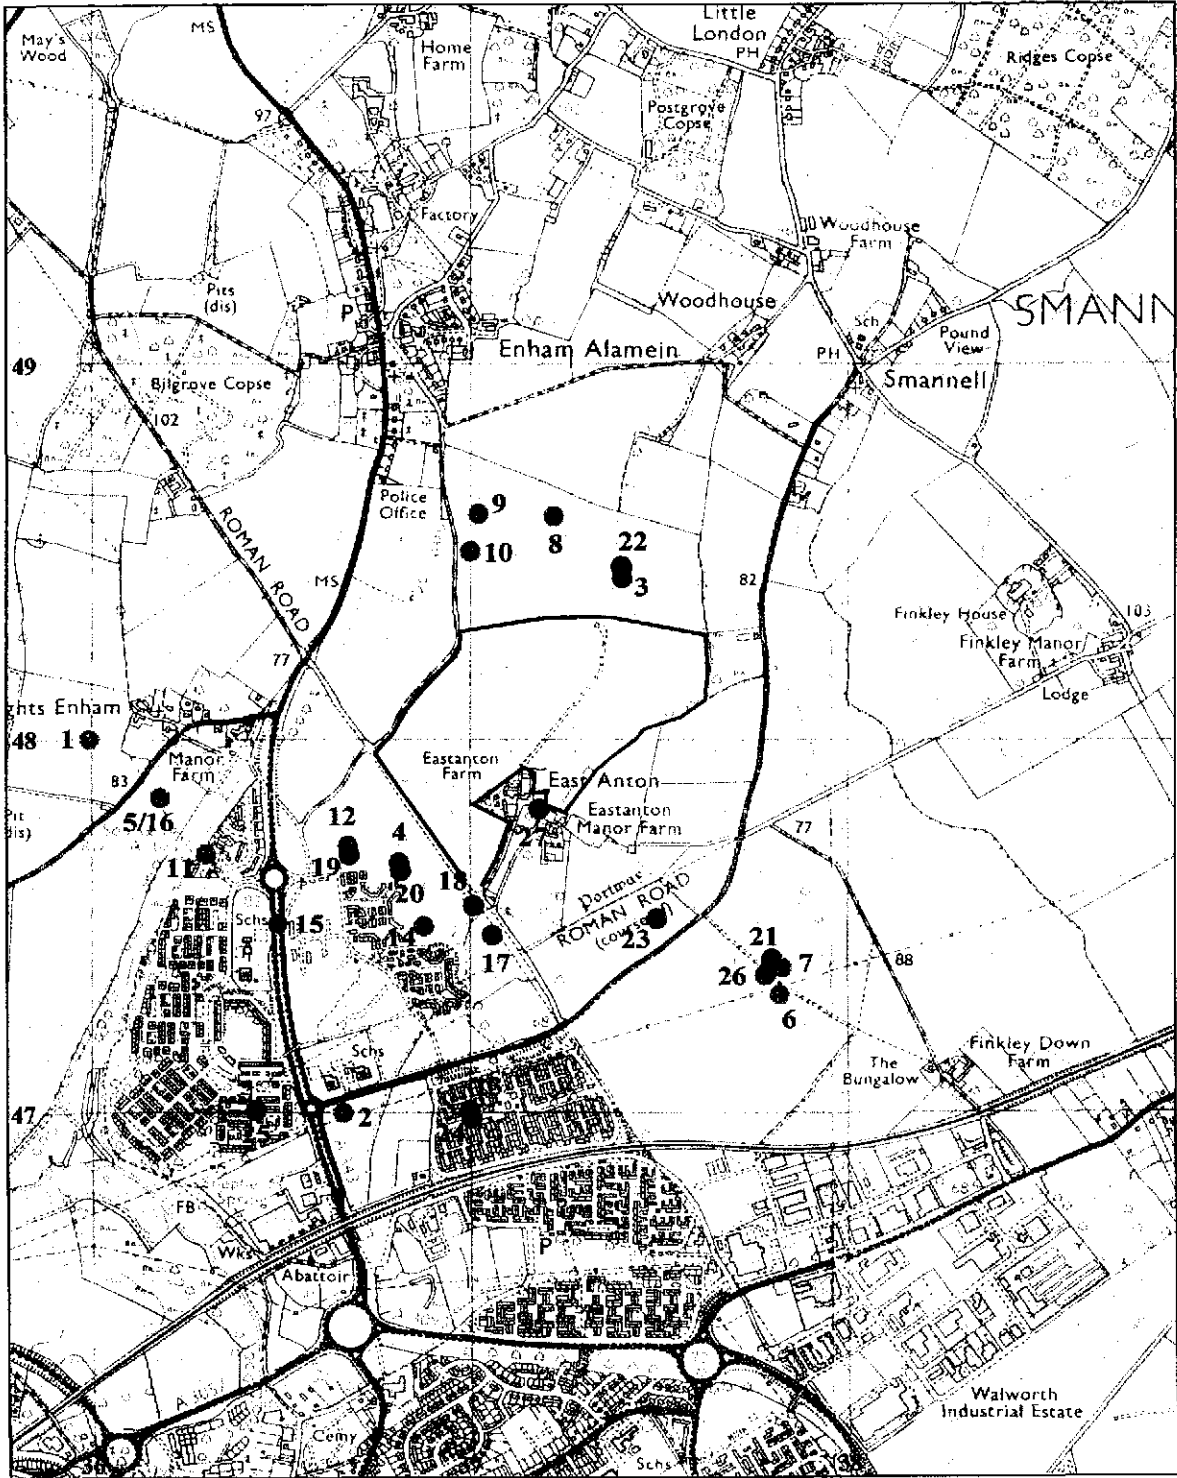 MS
Little
London
PH
May's
Wood
Home
Farm
Ridges Copse
Postgrove
Copse
97
Factory
Woodhouse
Farm
Pits
(dis)
P
Woodhouse
SMANN
Sch
Pound
View
PH
49
Enham Alamein
Smannell
Bilgrove Copse
102
Police
Office
9
8
ROMAN ROAD
10
22
3
MS
82
Finkley House
103
Finkley Manor
Farm
Lodge
77
ghts Enham
48
1
Manor
Farm
Eastanton
Farm
East Anton
83
5/16
Eastanton
Manor Farm
77
12
4
11
19
20
18
Portway
ROMAN ROAD
(course of)
Schs
15
14
17
23
21
7
26
88
6
Schs
Finkley Down
Farm
The
Bungalow
47
2
FB
Wks
P
Abattoir
Walworth
Industrial Estate
Cemy
Schs